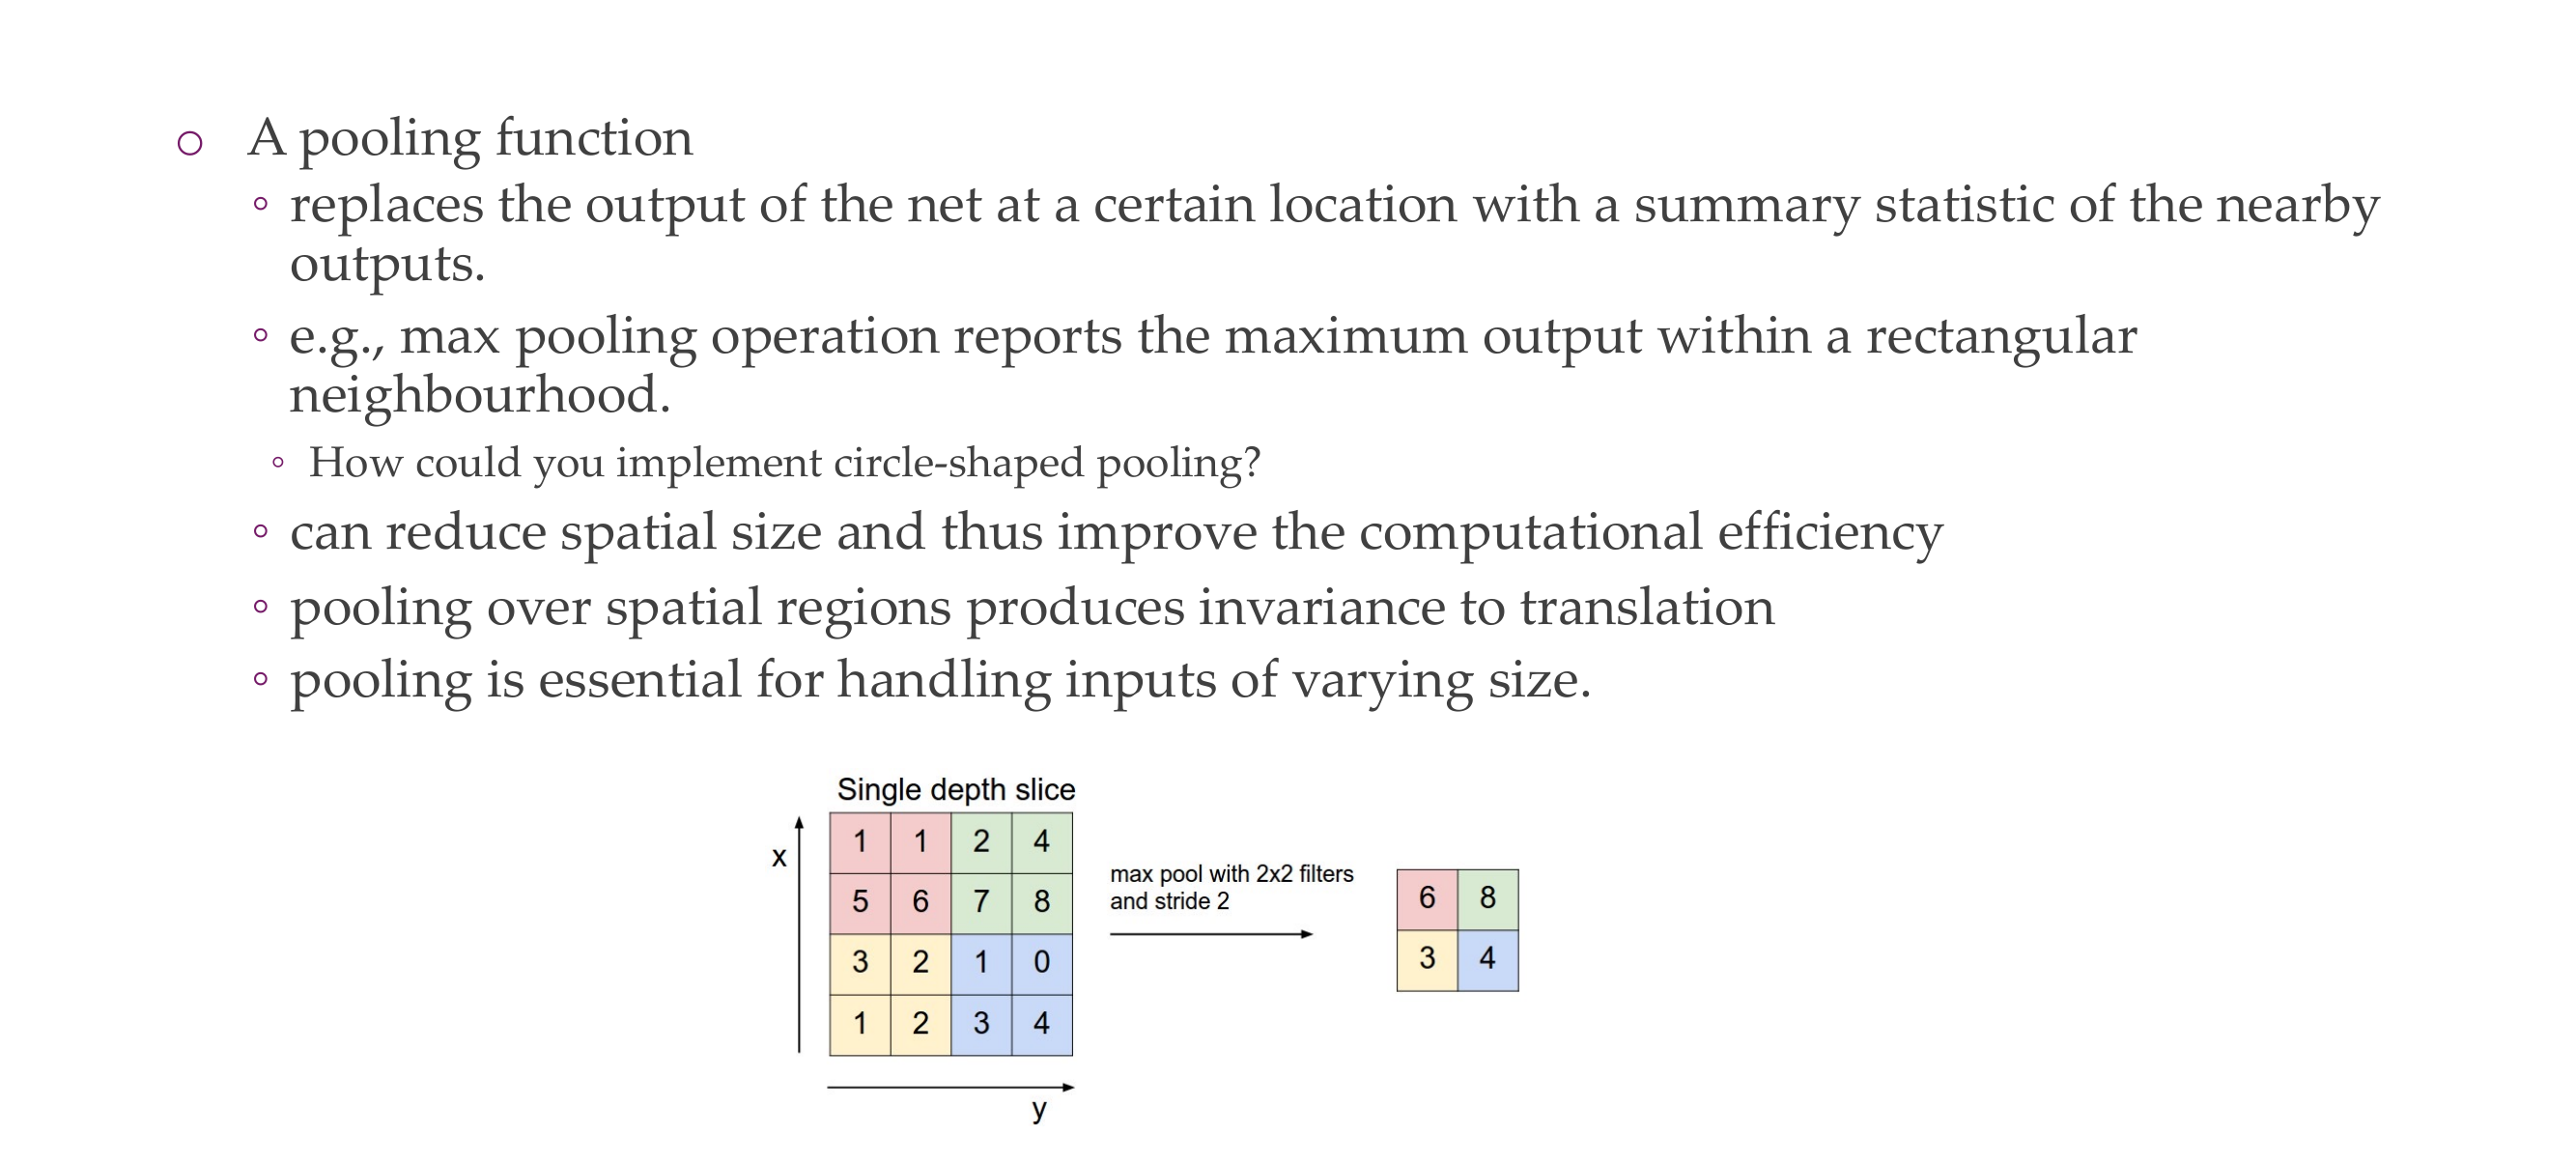 A pooling function
replaces the output of the net at a certain location with a summary statistic of the nearby
outputs.
e.g., max pooling operation reports the maximum output within a rectangular
neighbourhood.
How could you implement circle-shaped pooling?
can reduce spatial size and thus improve the computational efficiency
pooling over spatial regions produces invariance to translation
pooling is essential for handling inputs of varying size.
Single depth slice
x
1 1 2 4
5 6 7 8
3 2 1 0
1 2 3 4
y
max pool with 2x2 filters
and stride 2
6 8
3 4